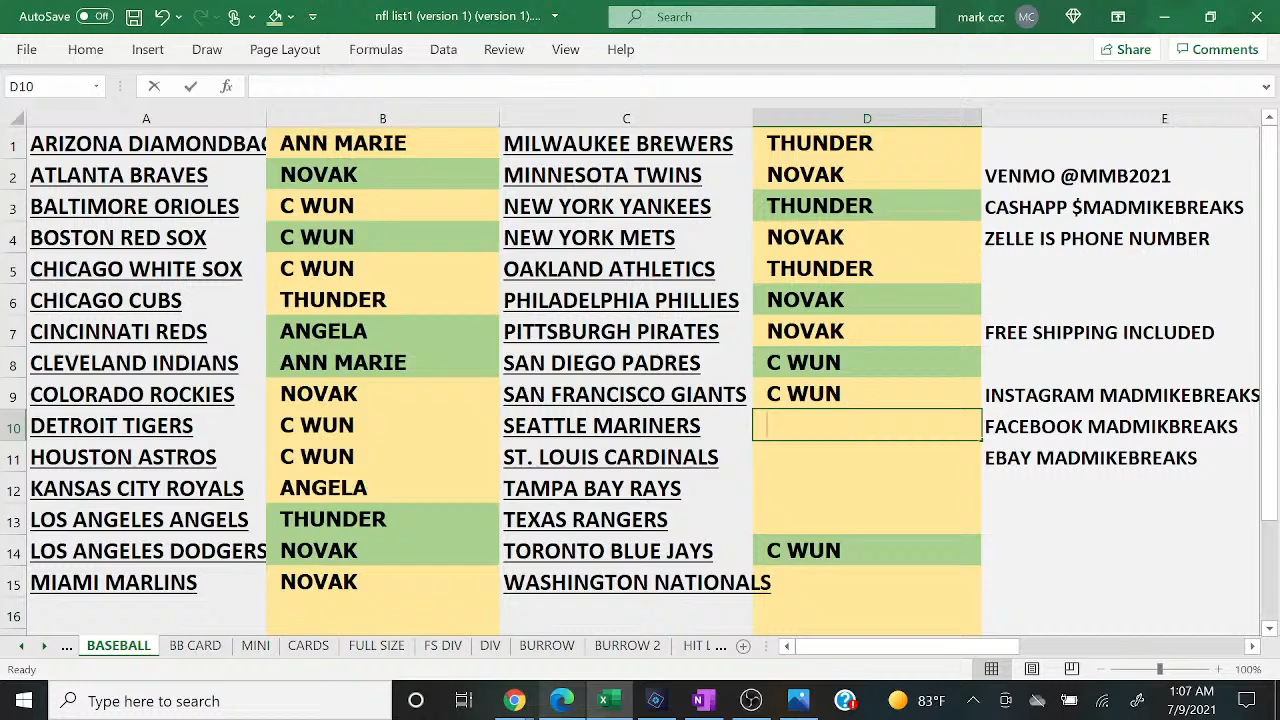 AutoSave Off nfl list1 (version 1) (version 1).... Search mark ccc MC
File Home Insert Draw Page Layout Formulas Data Review View Help Share Comments
D10 fx
A B C D E
1 ARIZONA DIAMONDBAC ANN MARIE MILWAUKEE BREWERS THUNDER
2 ATLANTA BRAVES NOVAK MINNESOTA TWINS NOVAK VENMO @MMB2021
3 BALTIMORE ORIOLES C WUN NEW YORK YANKEES THUNDER CASHAPP $MADMIKEBREAKS
4 BOSTON RED SOX C WUN NEW YORK METS NOVAK ZELLE IS PHONE NUMBER
5 CHICAGO WHITE SOX C WUN OAKLAND ATHLETICS THUNDER
6 CHICAGO CUBS THUNDER PHILADELPHIA PHILLIES NOVAK
7 CINCINNATI REDS ANGELA PITTSBURGH PIRATES NOVAK FREE SHIPPING INCLUDED
8 CLEVELAND INDIANS ANN MARIE SAN DIEGO PADRES C WUN
9 COLORADO ROCKIES NOVAK SAN FRANCISCO GIANTS C WUN INSTAGRAM MADMIKEBREAKS
10 DETROIT TIGERS C WUN SEATTLE MARINERS FACEBOOK MADMIKBREAKS
11 HOUSTON ASTROS C WUN ST. LOUIS CARDINALS EBAY MADMIKEBREAKS
12 KANSAS CITY ROYALS ANGELA TAMPA BAY RAYS
13 LOS ANGELES ANGELS THUNDER TEXAS RANGERS
14 LOS ANGELES DODGERS NOVAK TORONTO BLUE JAYS C WUN
15 MIAMI MARLINS NOVAK WASHINGTON NATIONALS
16
... BASEBALL BB CARD MINI CARDS FULL SIZE FS DIV DIV BURROW BURROW 2 HIT L ...
Ready 100%
Type here to search 83°F 1:07 AM
7/9/2021